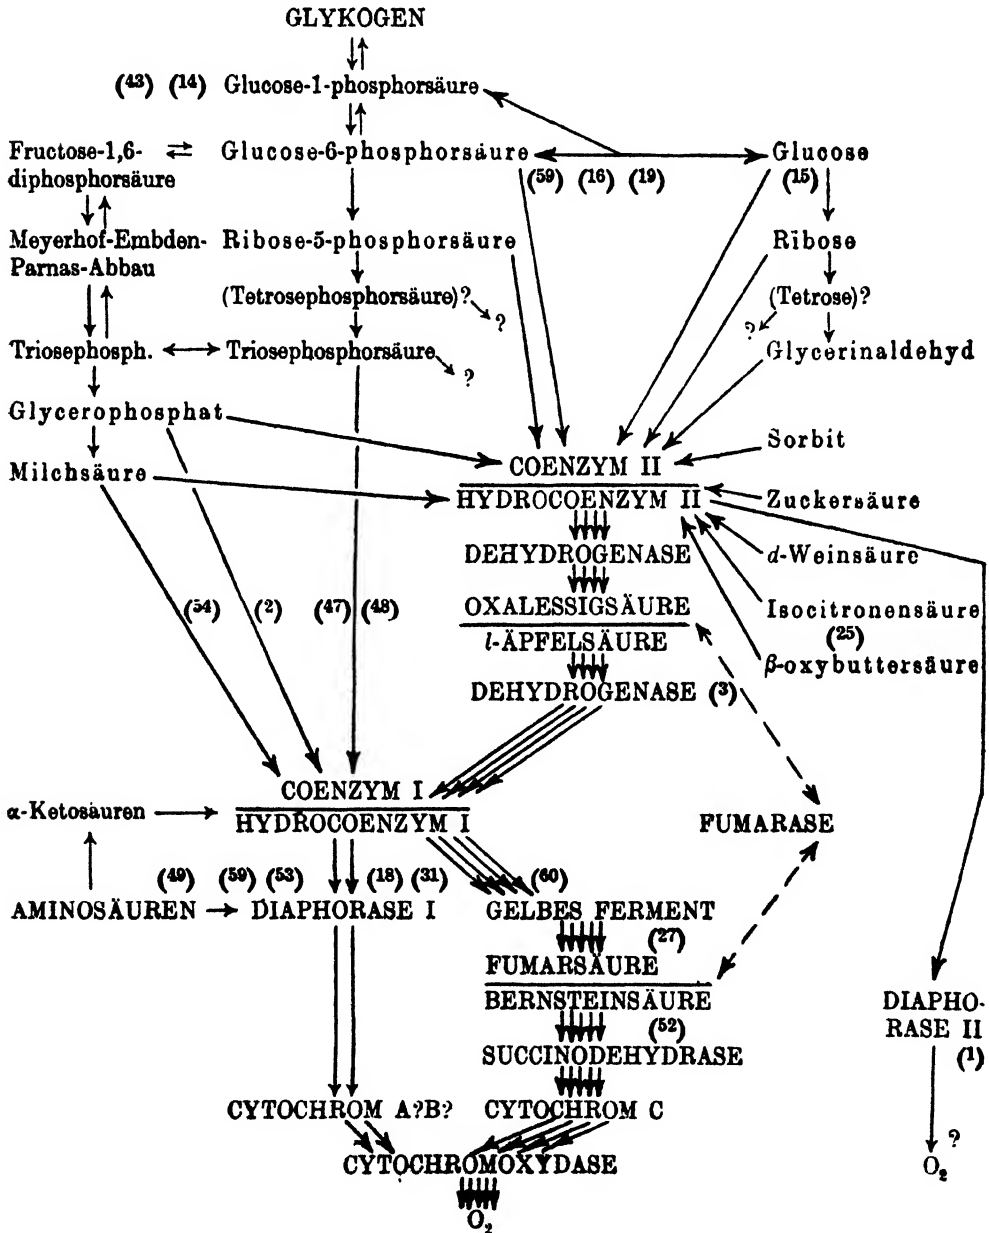 GLYKOGEN
(43) (14) Glucose-1-phosphorsäure
Fructose-1,6- Glucose-6-phosphorsäure Glucose
diphosphorsäure (59) (16) (19) (15)
Meyerhof-Embden- Ribose-5-phosphorsäure Ribose
Parnas-Abbau
(Tetrosephosphorsäure)? (Tetrose)?
? ?
Triosephosph. Triosephosphorsäure Glycerinaldehyd
?
Glycerophosphat
Sorbit
Milchsäure COENZYM II
HYDROCOENZYM II Zuckersäure
DEHYDROGENASE d-Weinsäure
(54) (2) (47) (48) OXALESSIGSÄURE Isocitronensäure
l-ÄPFELSÄURE (25)
β-oxybuttersäure
DEHYDROGENASE (3)
COENZYM I
α-Ketosäuren HYDROCOENZYM I FUMARASE
(49) (59) (53) (18) (31) (60)
AMINOSÄUREN DIAPHORASE I GELBES FERMENT
(27)
FUMARSÄURE
BERNSTEINSÄURE DIAPHO-
(52) RASE II
SUCCINODEHYDRASE (1)
CYTOCHROM A?B? CYTOCHROM C
?
CYTOCHROMOXYDASE O2
O2